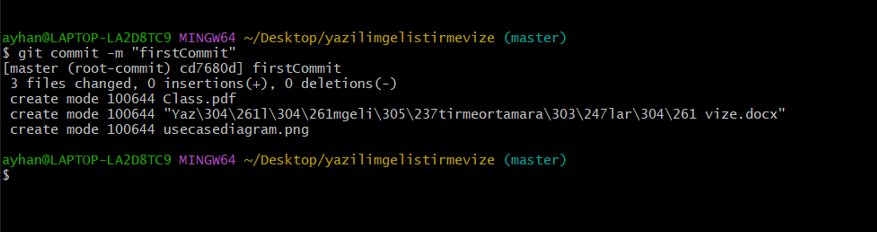 ayhan@LAPTOP-LA2D8TC9 MINGW64 ~/Desktop/yazilimgelistirmevize (master)
$ git commit -m "firstCommit"
[master (root-commit) cd7680d] firstCommit
 3 files changed, 0 insertions(+), 0 deletions(-)
 create mode 100644 Class.pdf
 create mode 100644 "Yaz\304\261l\304\261mgeli\305\237tirmeortamara\303\247lar\304\261 vize.docx"
 create mode 100644 usecasediagram.png
ayhan@LAPTOP-LA2D8TC9 MINGW64 ~/Desktop/yazilimgelistirmevize (master)
$